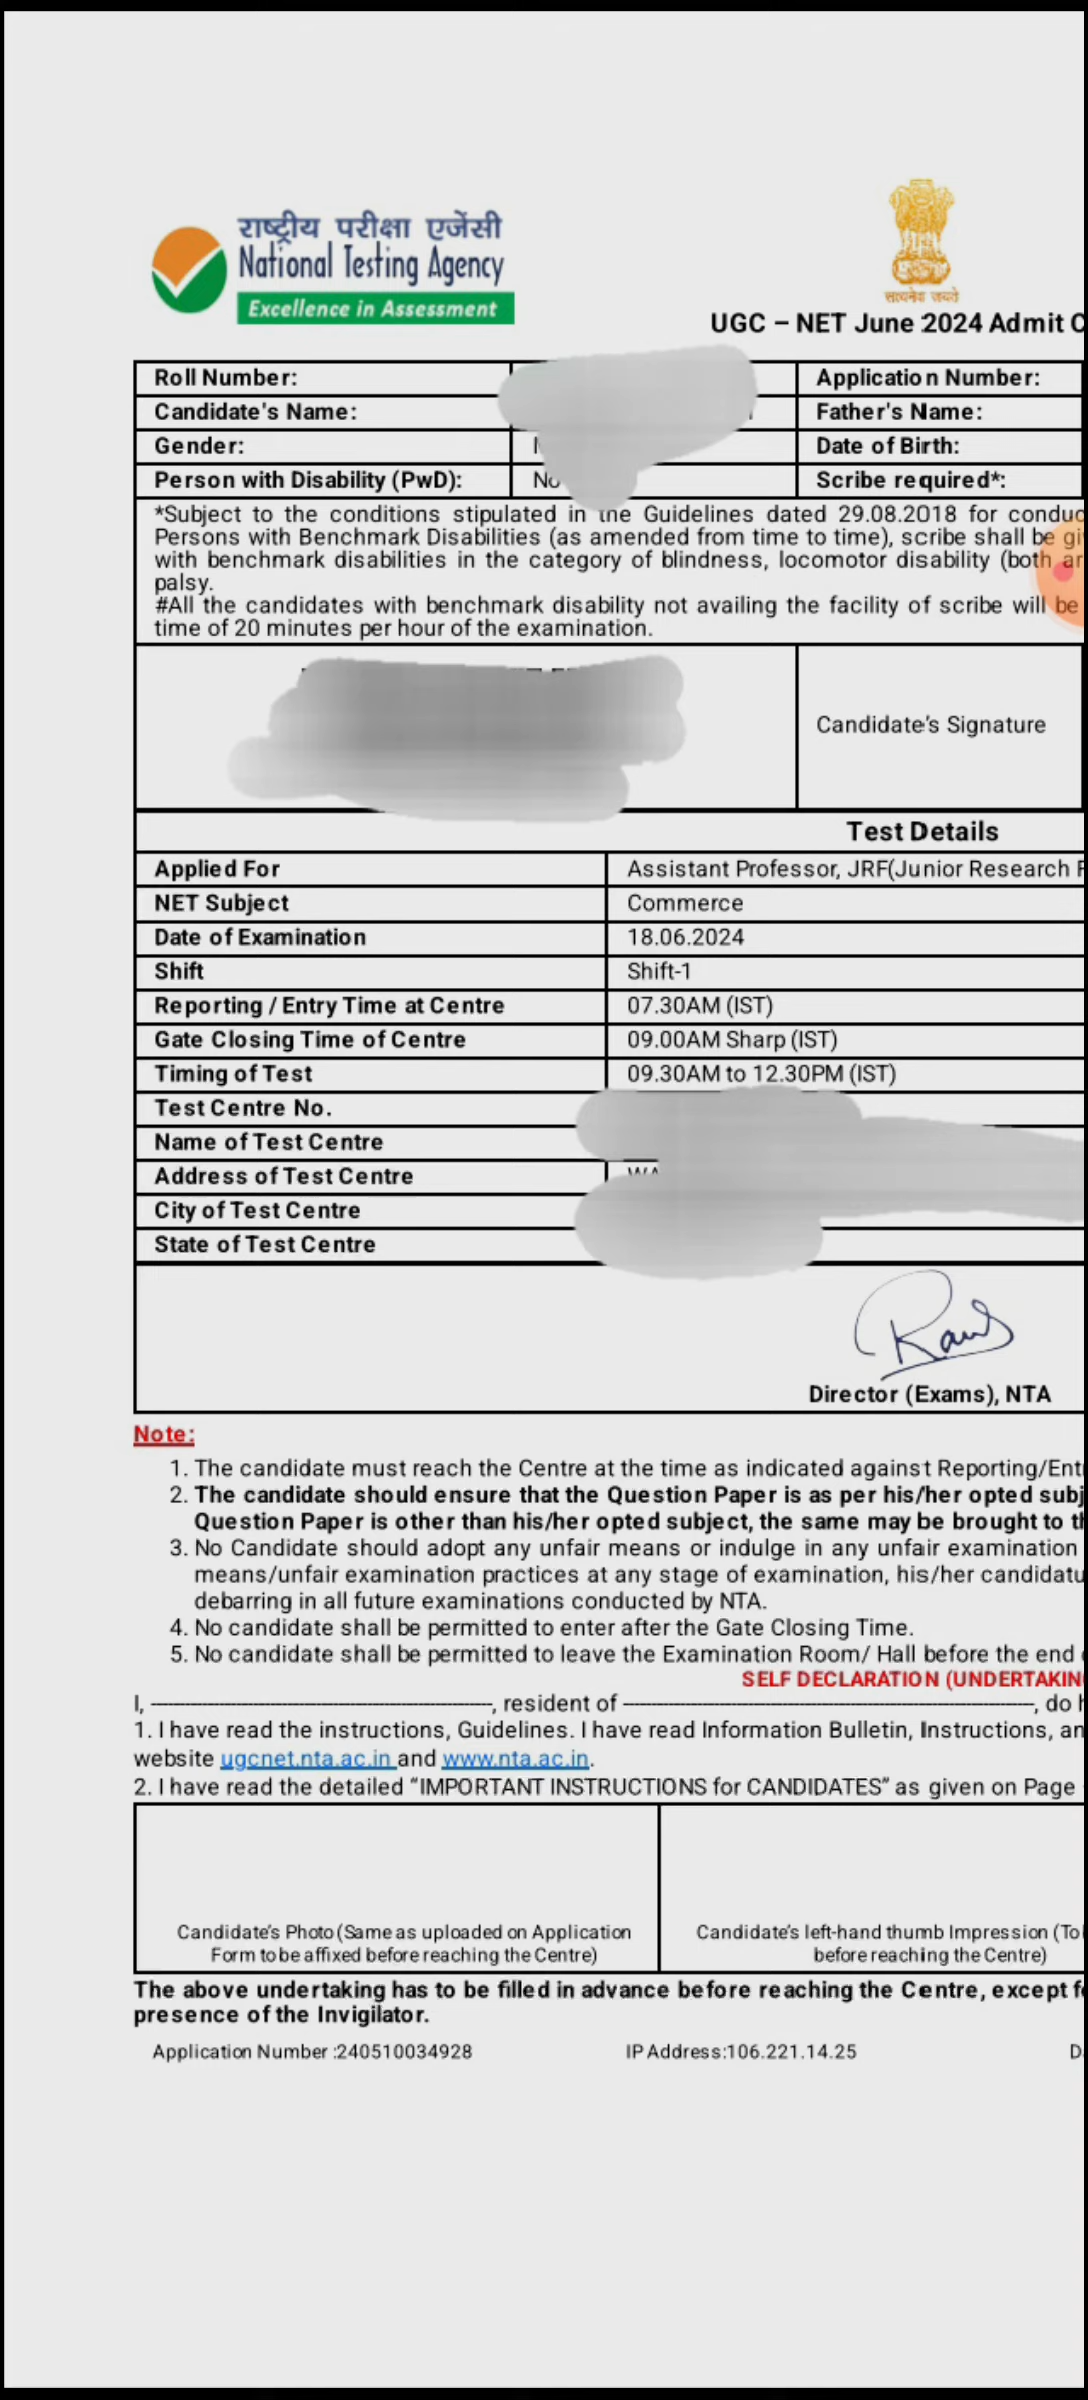 राष्ट्रीय परीक्षा एजेंसी
National Testing Agency
Excellence in Assessment
सत्यमेव जयते
UGC – NET June 2024 Admit C
Roll Number: Application Number:
Candidate's Name: Father's Name:
Gender: Date of Birth:
Person with Disability (PwD): No Scribe required*:
*Subject to the conditions stipulated in the Guidelines dated 29.08.2018 for conduc
Persons with Benchmark Disabilities (as amended from time to time), scribe shall be gi
with benchmark disabilities in the category of blindness, locomotor disability (both ar
palsy.
#All the candidates with benchmark disability not availing the facility of scribe will be
time of 20 minutes per hour of the examination.
Candidate's Signature
Test Details
Applied For Assistant Professor, JRF(Junior Research F
NET Subject Commerce
Date of Examination 18.06.2024
Shift Shift-1
Reporting / Entry Time at Centre 07.30AM (IST)
Gate Closing Time of Centre 09.00AM Sharp (IST)
Timing of Test 09.30AM to 12.30PM (IST)
Test Centre No.
Name of Test Centre
Address of Test Centre
City of Test Centre
State of Test Centre
Director (Exams), NTA
Note:
1. The candidate must reach the Centre at the time as indicated against Reporting/Ent
2. The candidate should ensure that the Question Paper is as per his/her opted subj
Question Paper is other than his/her opted subject, the same may be brought to th
3. No Candidate should adopt any unfair means or indulge in any unfair examination
means/unfair examination practices at any stage of examination, his/her candidatu
debarring in all future examinations conducted by NTA.
4. No candidate shall be permitted to enter after the Gate Closing Time.
5. No candidate shall be permitted to leave the Examination Room/ Hall before the end
SELF DECLARATION (UNDERTAKIN
I, ––––––––––––––––––––, resident of ––––––––––––––––––––––––, do h
1. I have read the instructions, Guidelines. I have read Information Bulletin, Instructions, an
website ugcnet.nta.ac.in and www.nta.ac.in.
2. I have read the detailed “IMPORTANT INSTRUCTIONS for CANDIDATES” as given on Page
Candidate's Photo (Same as uploaded on Application
Form to be affixed before reaching the Centre)
Candidate's left-hand thumb Impression (To
before reaching the Centre)
The above undertaking has to be filled in advance before reaching the Centre, except f
presence of the Invigilator.
Application Number :240510034928 IP Address:106.221.14.25 D